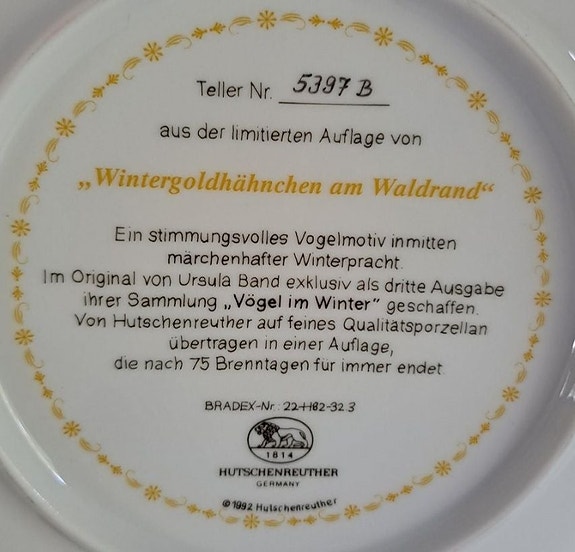 Teller Nr. 5397 B
aus der limitierten Auflage von
„Wintergoldhähnchen am Waldrand“
Ein stimmungsvolles Vogelmotiv inmitten
märchenhafter Winterpracht.
Im Original von Ursula Band exklusiv als dritte Ausgabe
ihrer Sammlung „Vögel im Winter” geschaffen.
Von Hutschenreuther auf feines Qualitätsporzellan
übertragen in einer Auflage,
die nach 75 Brenntagen für immer endet.
BRADEX-Nr.: 22-H62-32.3
1814
HUTSCHENREUTHER
GERMANY
©1992 Hutschenreuther